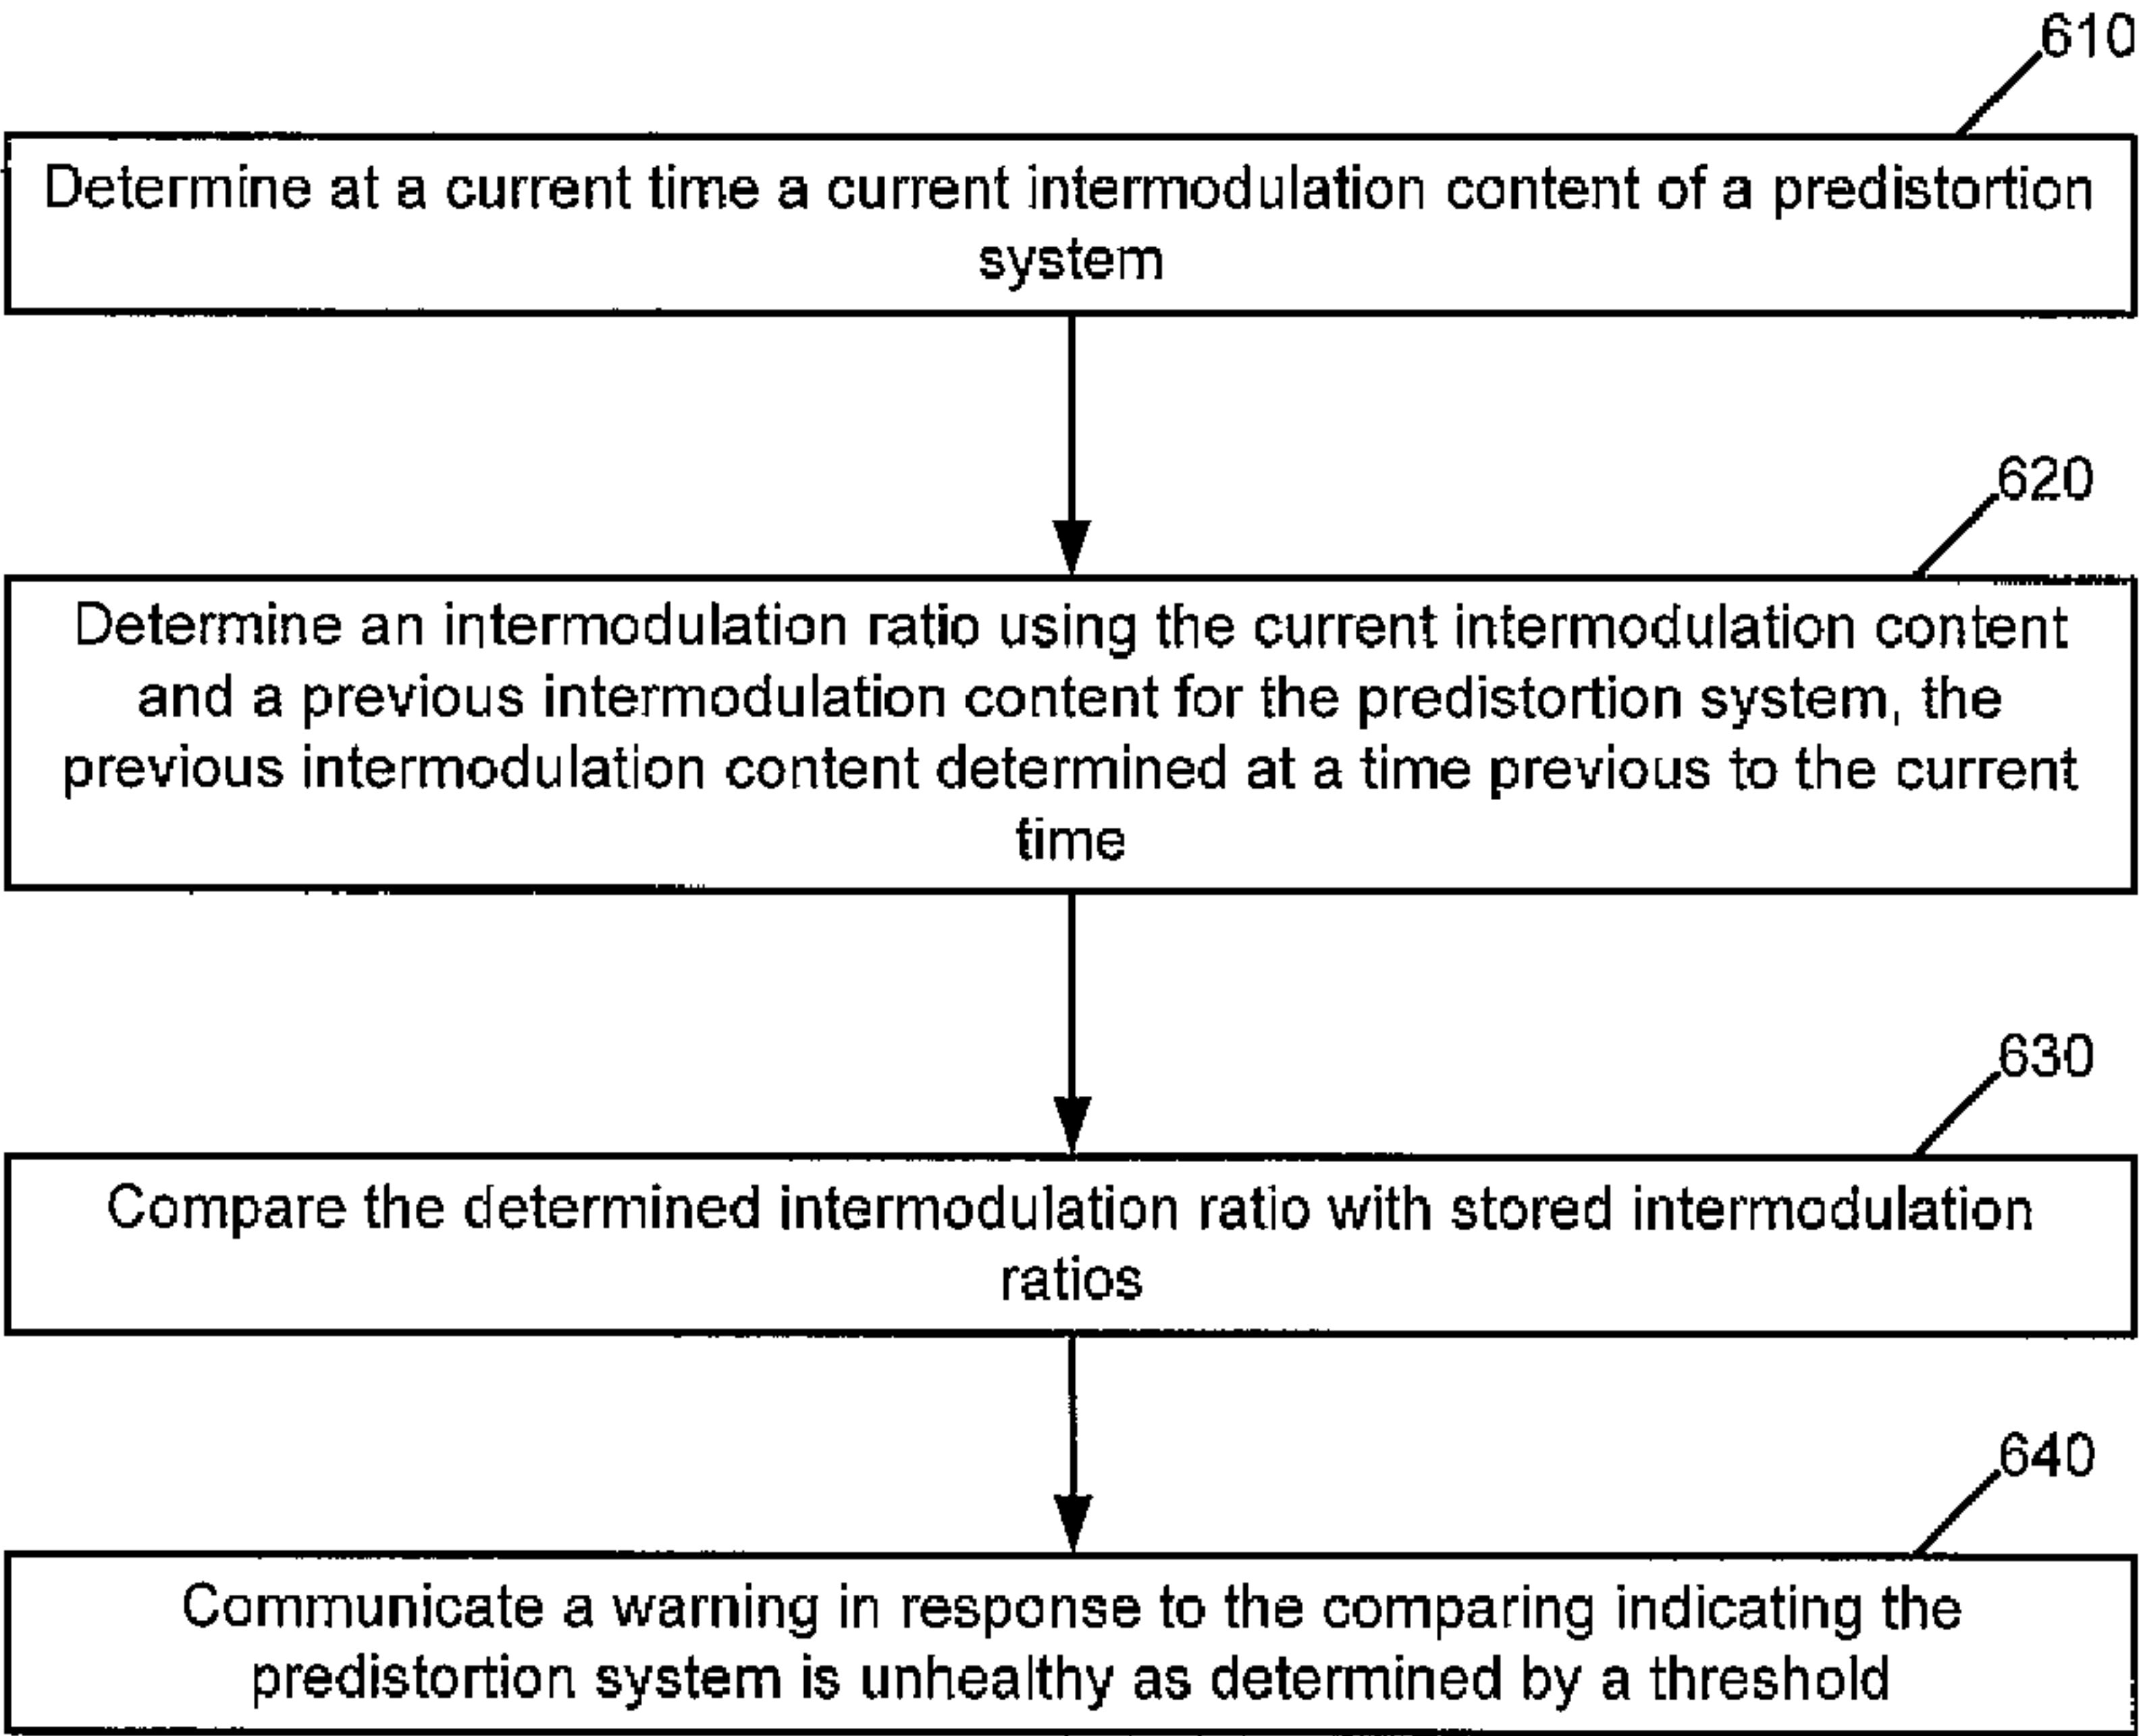 610
Determine at a current time a current intermodulation content of a predistortion
system
620
Determine an intermodulation ratio using the current intermodulation content
and a previous intermodulation content for the predistortion system, the
previous intermodulation content determined at a time previous to the current
time
630
Compare the determined intermodulation ratio with stored intermodulation
ratios
640
Communicate a warning in response to the comparing indicating the
predistortion system is unhealthy as determined by a threshold